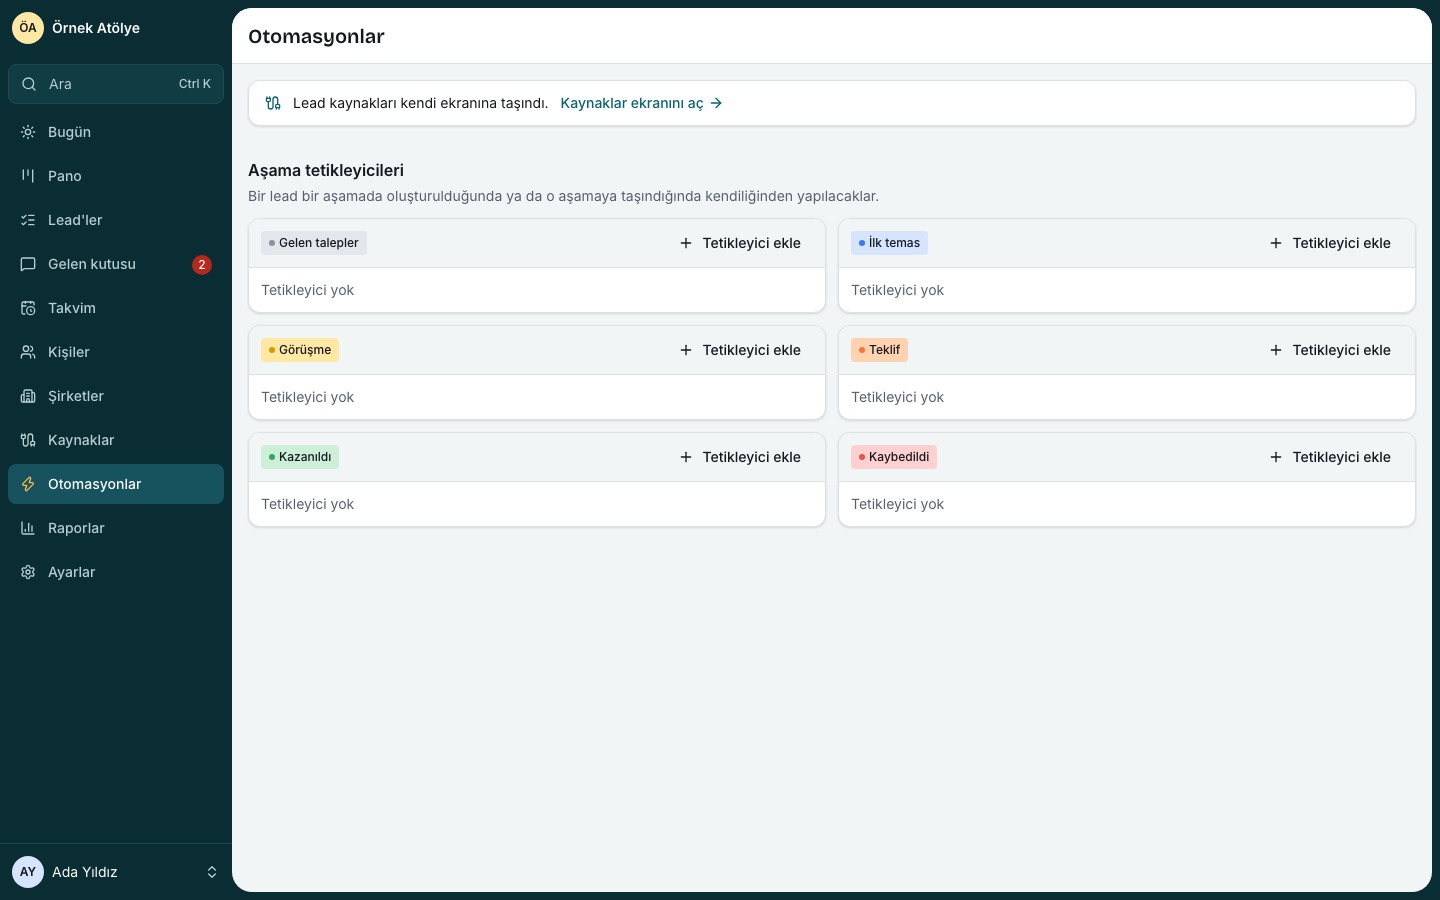 ÖA Örnek Atölye
Ara Ctrl K
Bugün
Pano
Lead'ler
Gelen kutusu 2
Takvim
Kişiler
Şirketler
Kaynaklar
Otomasyonlar
Raporlar
Ayarlar
AY Ada Yıldız
Otomasyonlar
Lead kaynakları kendi ekranına taşındı. Kaynaklar ekranını aç →
Aşama tetikleyicileri
Bir lead bir aşamada oluşturulduğunda ya da o aşamaya taşındığında kendiliğinden yapılacaklar.
Gelen talepler + Tetikleyici ekle
Tetikleyici yok
İlk temas + Tetikleyici ekle
Tetikleyici yok
Görüşme + Tetikleyici ekle
Tetikleyici yok
Teklif + Tetikleyici ekle
Tetikleyici yok
Kazanıldı + Tetikleyici ekle
Tetikleyici yok
Kaybedildi + Tetikleyici ekle
Tetikleyici yok